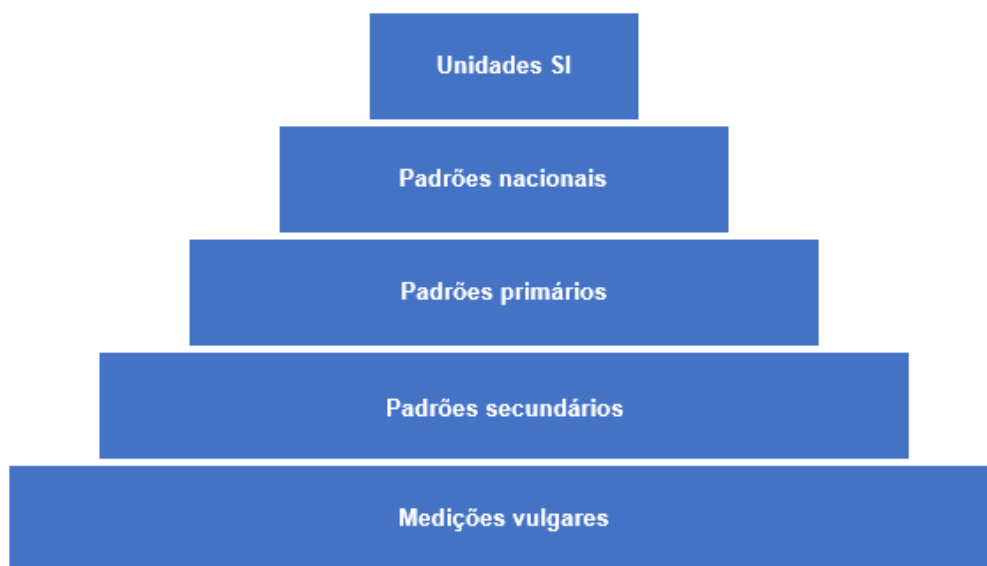 Unidades SI
Padrões nacionais
Padrões primários
Padrões secundários
Medições vulgares